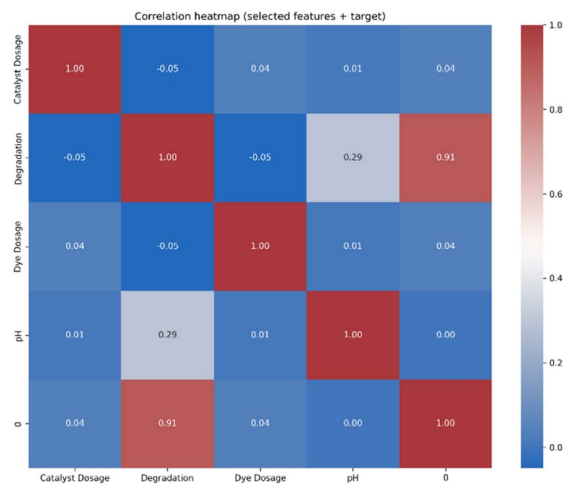 Correlation heatmap (selected features + target)
Catalyst Dosage 1.00 -0.05 0.04 0.01 0.04
Degradation -0.05 1.00 -0.05 0.29 0.91
Dye Dosage 0.04 -0.05 1.00 0.01 0.04
pH 0.01 0.29 0.01 1.00 0.00
0 0.04 0.91 0.04 0.00 1.00
Catalyst Dosage Degradation Dye Dosage pH 0
1.0
0.8
0.6
0.4
0.2
0.0